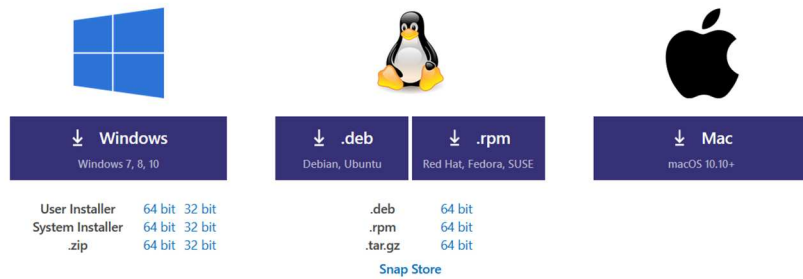 Windows
Windows 7, 8, 10
User Installer 64 bit 32 bit
System Installer 64 bit 32 bit
.zip 64 bit 32 bit
.deb
Debian, Ubuntu
.rpm
Red Hat, Fedora, SUSE
.deb 64 bit
.rpm 64 bit
.tar.gz 64 bit
Snap Store
Mac
macOS 10.10+